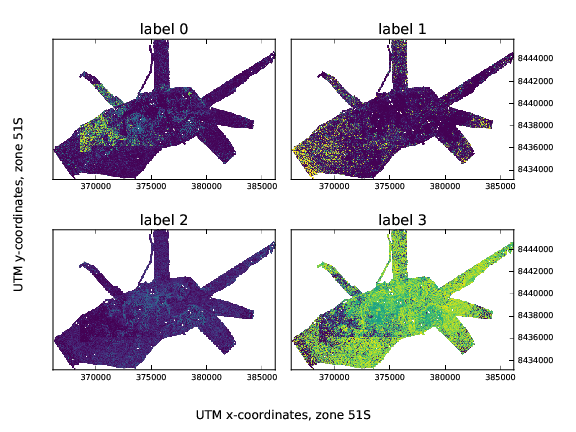 label 0
label 1
8444000
8442000
8440000
8438000
8436000
8434000
370000 375000 380000 385000
370000 375000 380000 385000
label 2
label 3
8444000
8442000
8440000
8438000
8436000
8434000
370000 375000 380000 385000
370000 375000 380000 385000
UTM y-coordinates, zone 51S
UTM x-coordinates, zone 51S